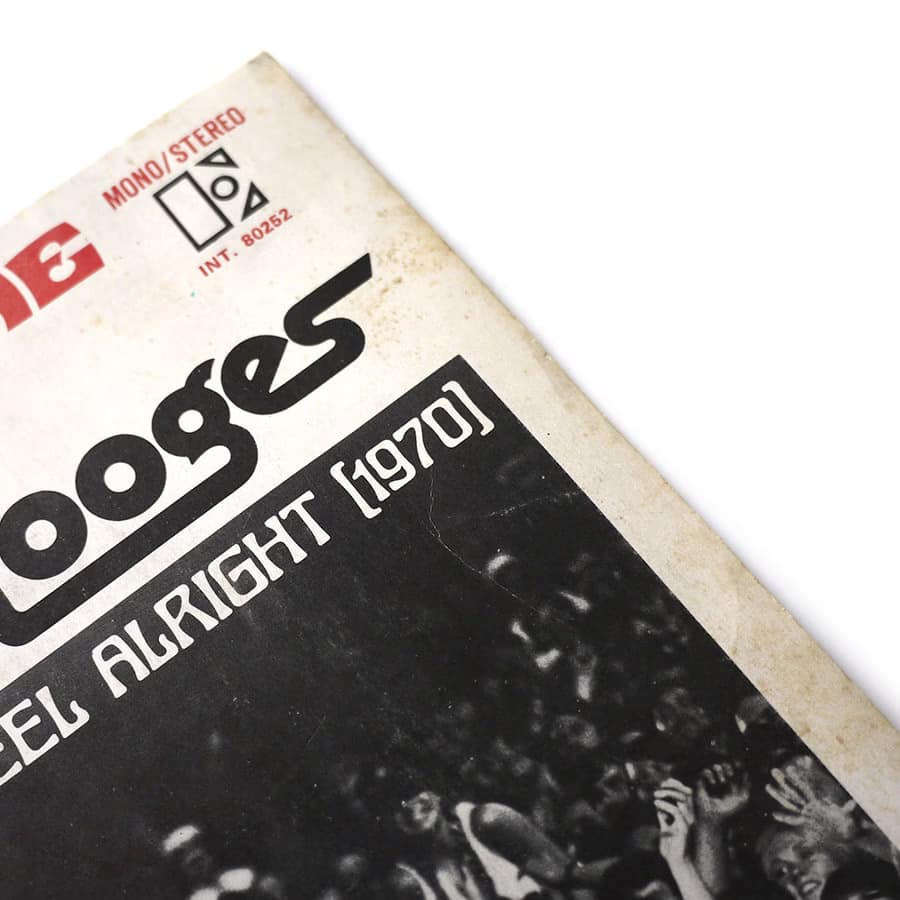 MONO/STEREO
INT. 80252
ooges
EEL ALRIGHT [1970]